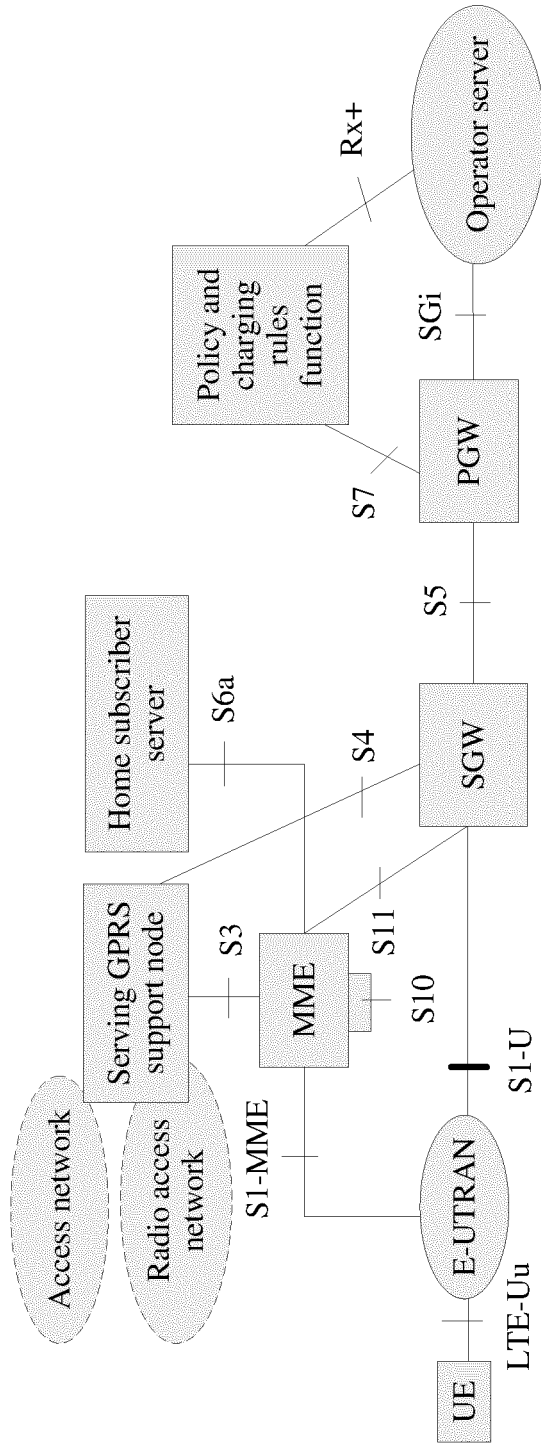 Access network
Radio access
network
Serving GPRS
support node
Home subscriber
server
Policy and
charging
rules
function
S3
S6a
S7
Rx+
S1-MME
MME
S4
S10
S11
UE
LTE-Uu
E-UTRAN
S1-U
SGW
S5
PGW
SGi
Operator server